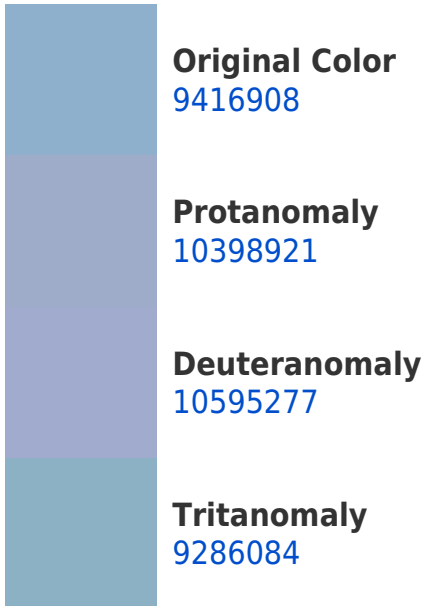 Original Color
9416908
Protanomaly
10398921
Deuteranomaly
10595277
Tritanomaly
9286084